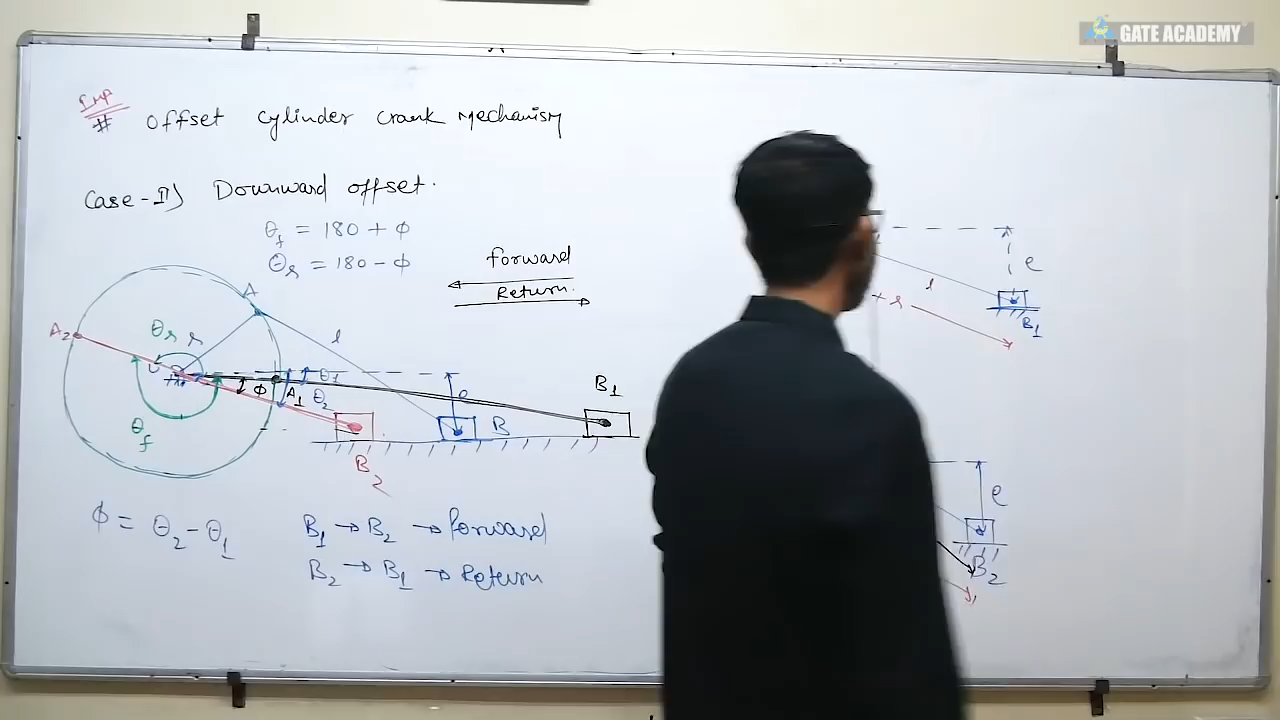 GATE ACADEMY
Imp
# Offset cylinder crank Mechanism
Case-II) Downward offset.
θf = 180 + φ
θr = 180 - φ
forward
Return.
A
A2
θr
r
l
θ1
φ
A1
θ2
e
B1
B
θf
B2
φ = θ2 - θ1
B1 → B2 → forward
B2 → B1 → Return
e
l
+ r
B1
e
B2